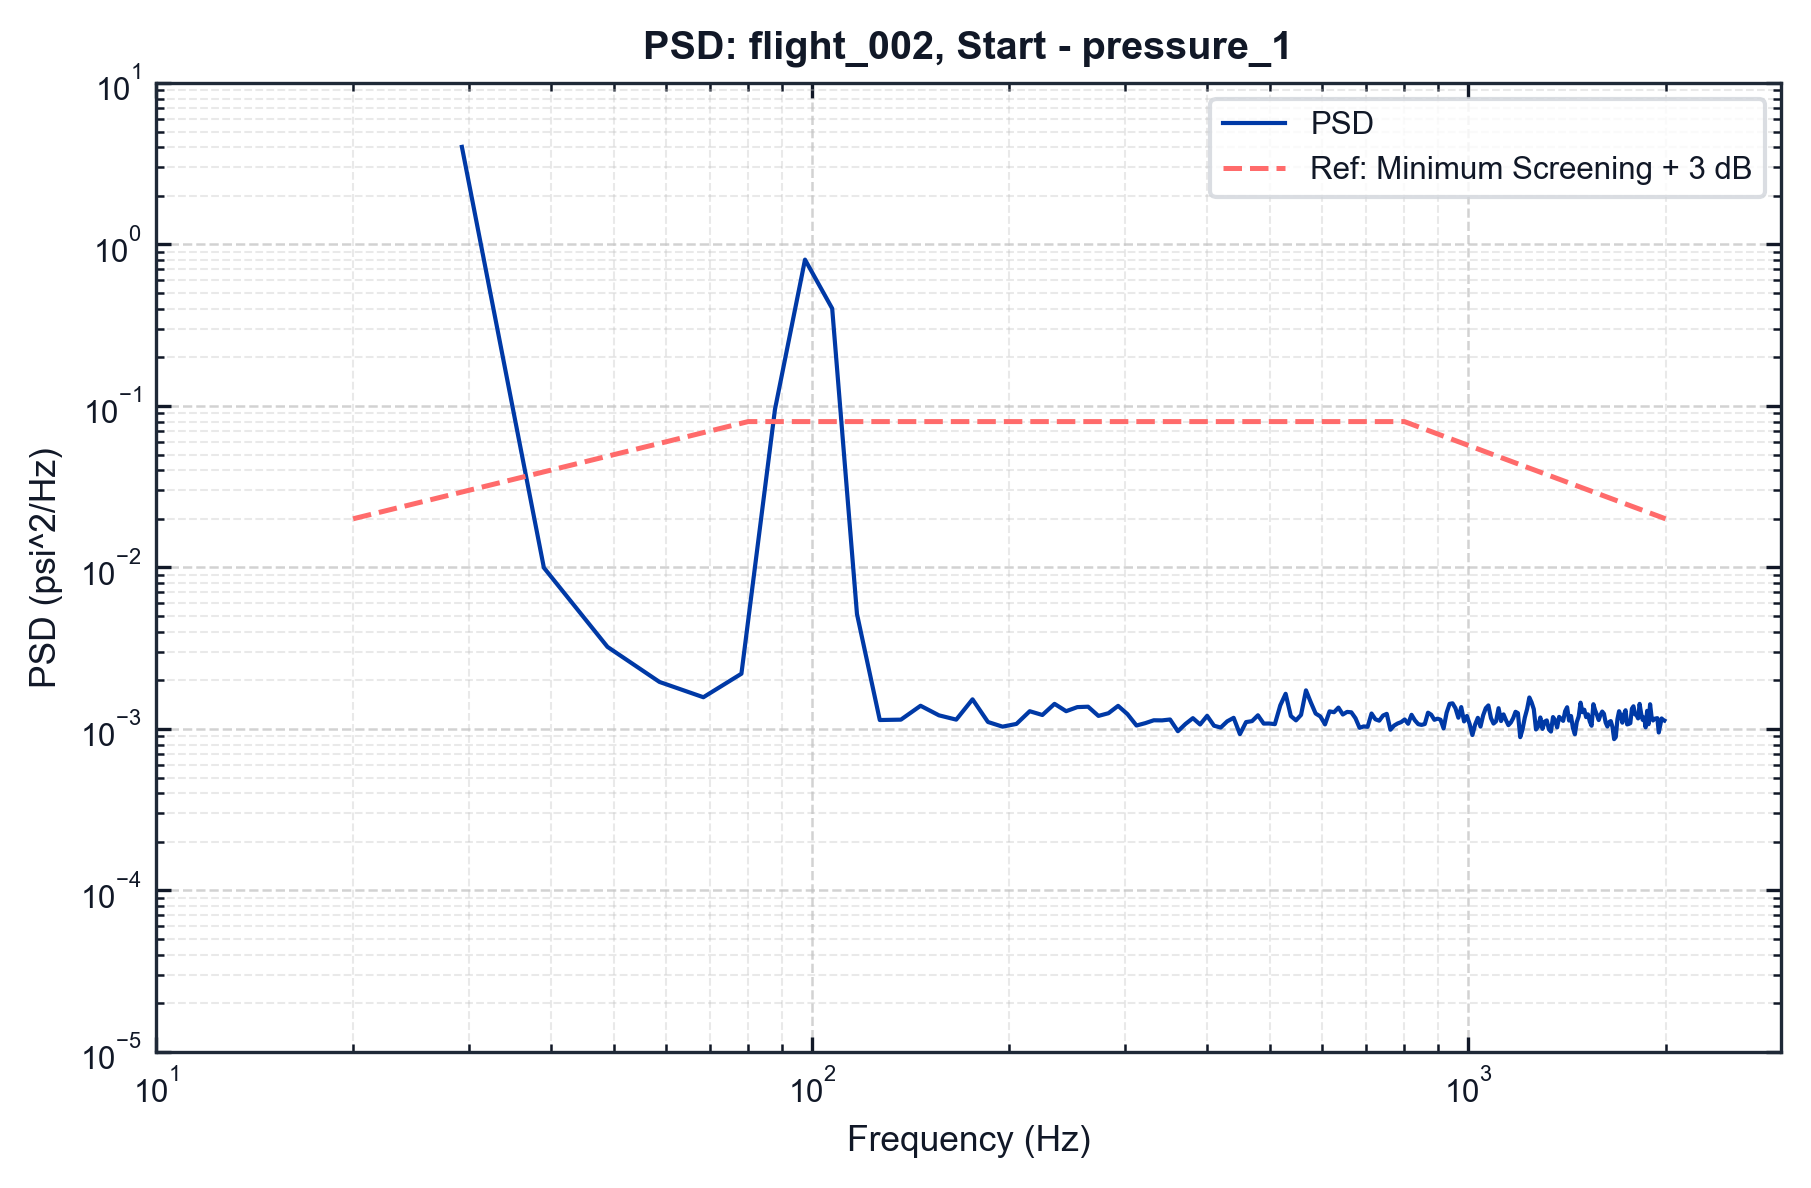 PSD: flight_002, Start - pressure_1
PSD
Ref: Minimum Screening + 3 dB
PSD (psi^2/Hz)
10^1
10^0
10^−1
10^−2
10^−3
10^−4
10^−5
10^1
10^2
10^3
Frequency (Hz)